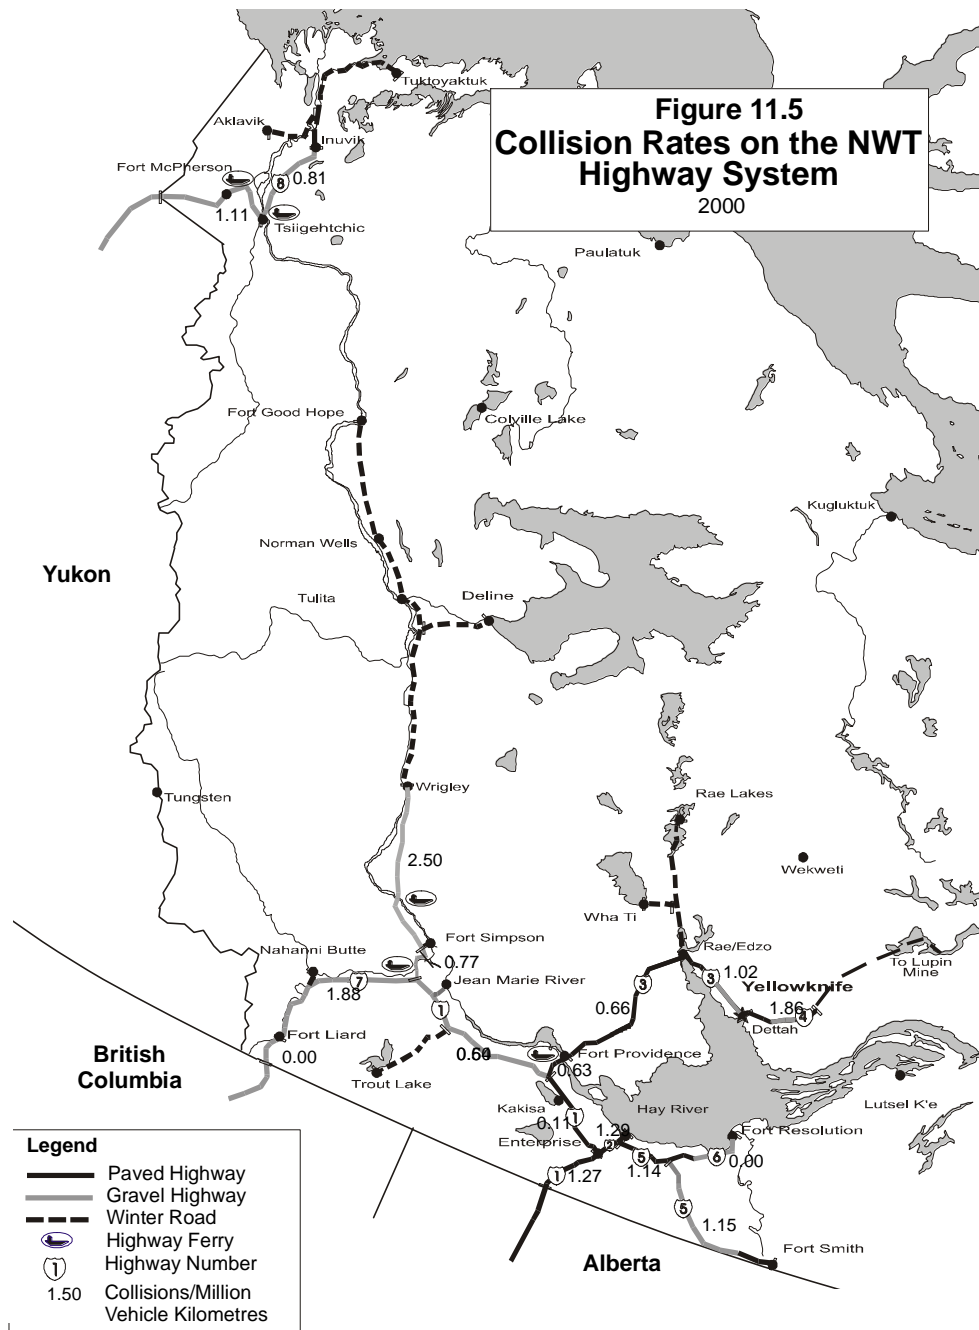 Figure 11.5
Collision Rates on the NWT
Highway System
2000
Tuktoyaktuk
Aklavik
Inuvik
Fort McPherson
8
0.81
1.11
Tsiigehtchic
Paulatuk
Fort Good Hope
Colville Lake
Kugluktuk
Norman Wells
Yukon
Tulita
Deline
Wrigley
Tungsten
Rae Lakes
2.50
Wekweti
Wha Ti
Fort Simpson
Rae/Edzo
Nahanni Butte
0.77
To Lupin
Mine
7
1.88
Jean Marie River
3
3
1.02
Yellowknife
1
0.66
1.86
4
Dettah
Fort Liard
0.00
British
Columbia
Fort Providence
0.63
Trout Lake
Kakisa
Hay River
Lutsel K'e
0.11
1
1.29
Fort Resolution
Enterprise
2
5
6
0.00
1
1.27
1.14
5
1.15
Alberta
Fort Smith
Legend
Paved Highway
Gravel Highway
Winter Road
Highway Ferry
1
Highway Number
1.50
Collisions/Million
Vehicle Kilometres